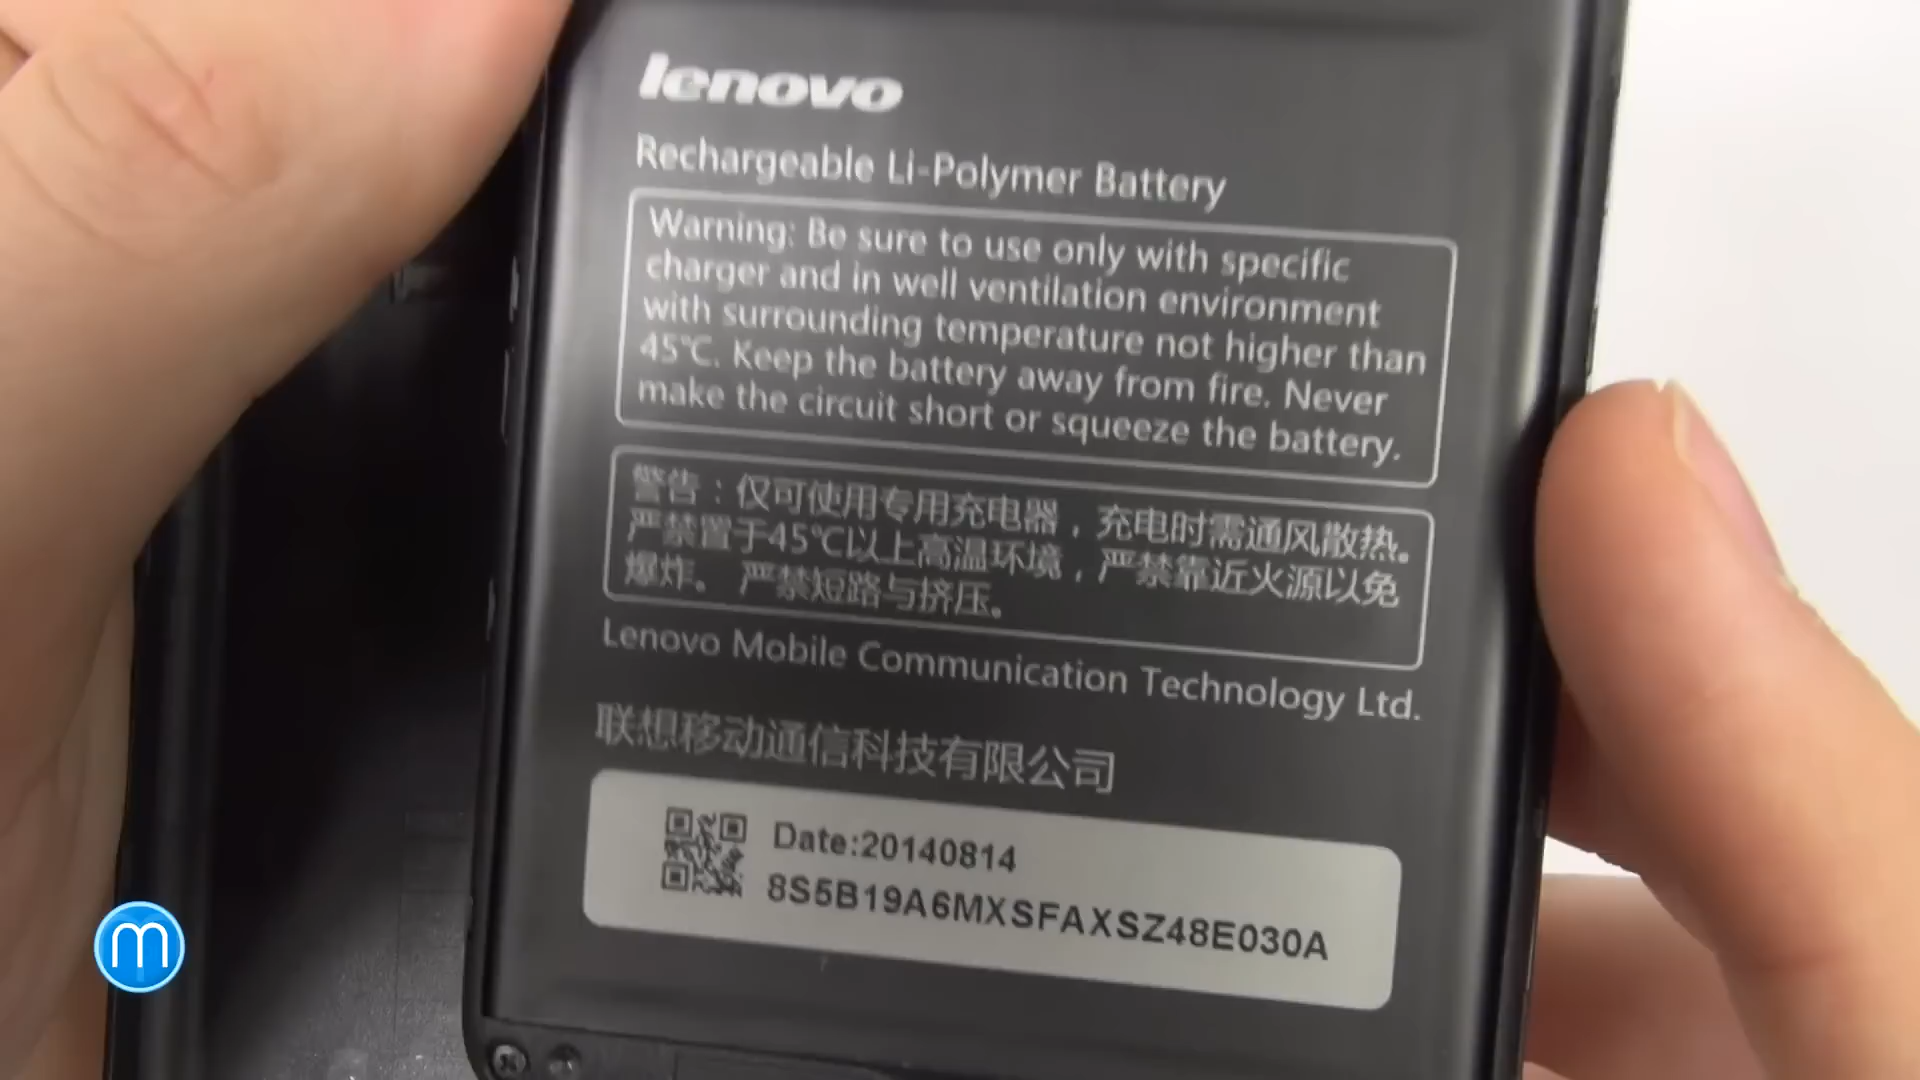 lenovo
Rechargeable Li-Polymer Battery
Warning: Be sure to use only with specific
charger and in well ventilation environment
with surrounding temperature not higher than
45℃. Keep the battery away from fire. Never
make the circuit short or squeeze the battery.
警告：仅可使用专用充电器，充电时需通风散热。
严禁置于45℃以上高温环境，严禁靠近火源以免
爆炸。 严禁短路与挤压。
Lenovo Mobile Communication Technology Ltd.
联想移动通信科技有限公司
Date:20140814
8S5B19A6MXSFAXSZ48E030A
m